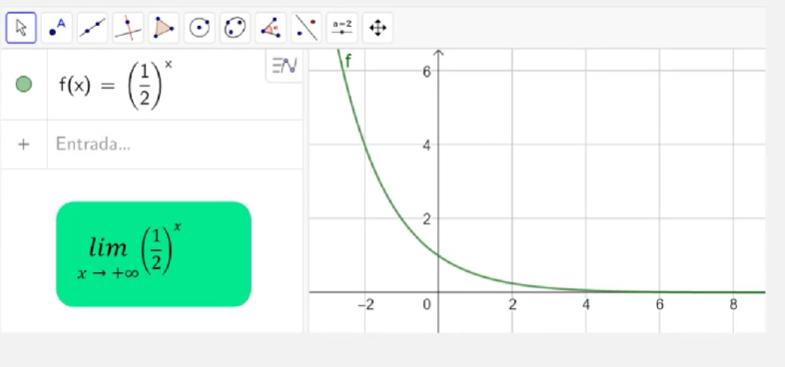 A
a=2
f(x) = (1/2)^x
+ Entrada...
lim x → +∞ (1/2)^x
f
6
4
2
−2 0 2 4 6 8